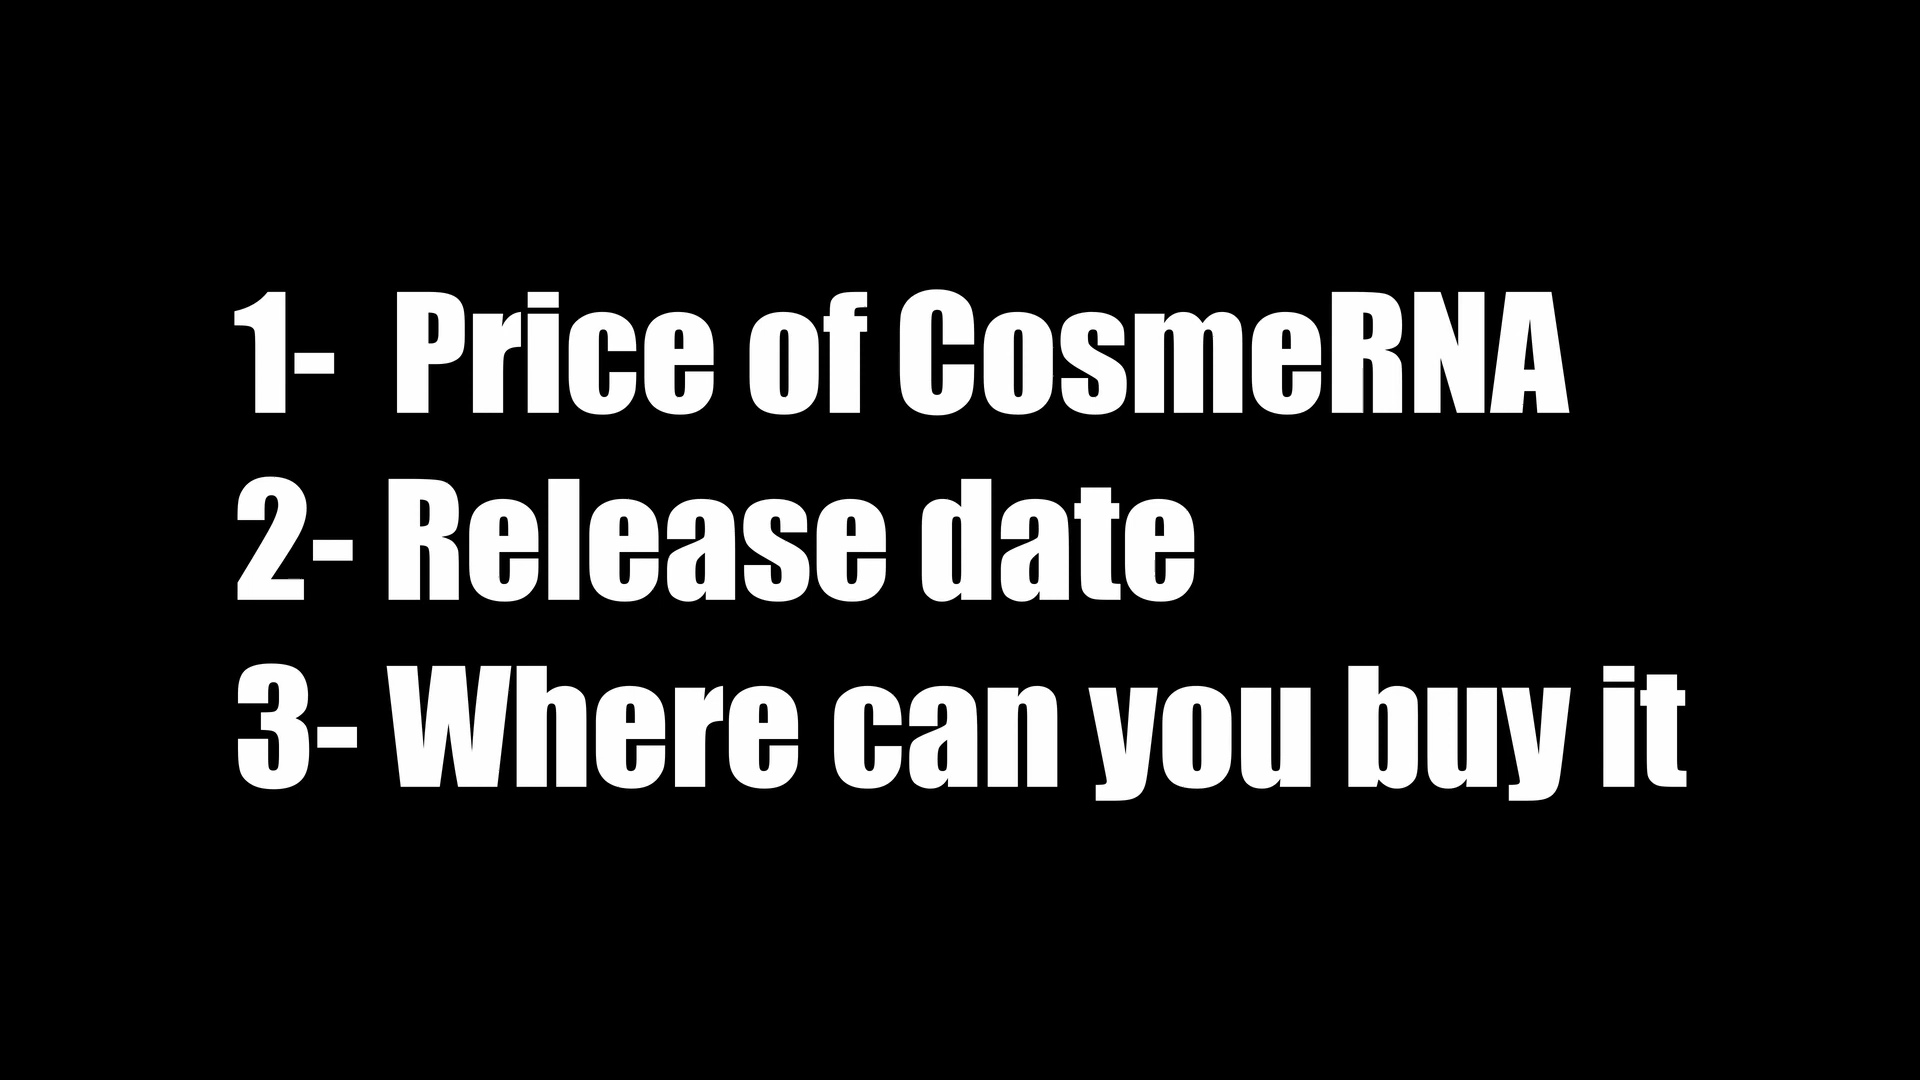 1- Price of CosmeRNA
2- Release date
3- Where can you buy it